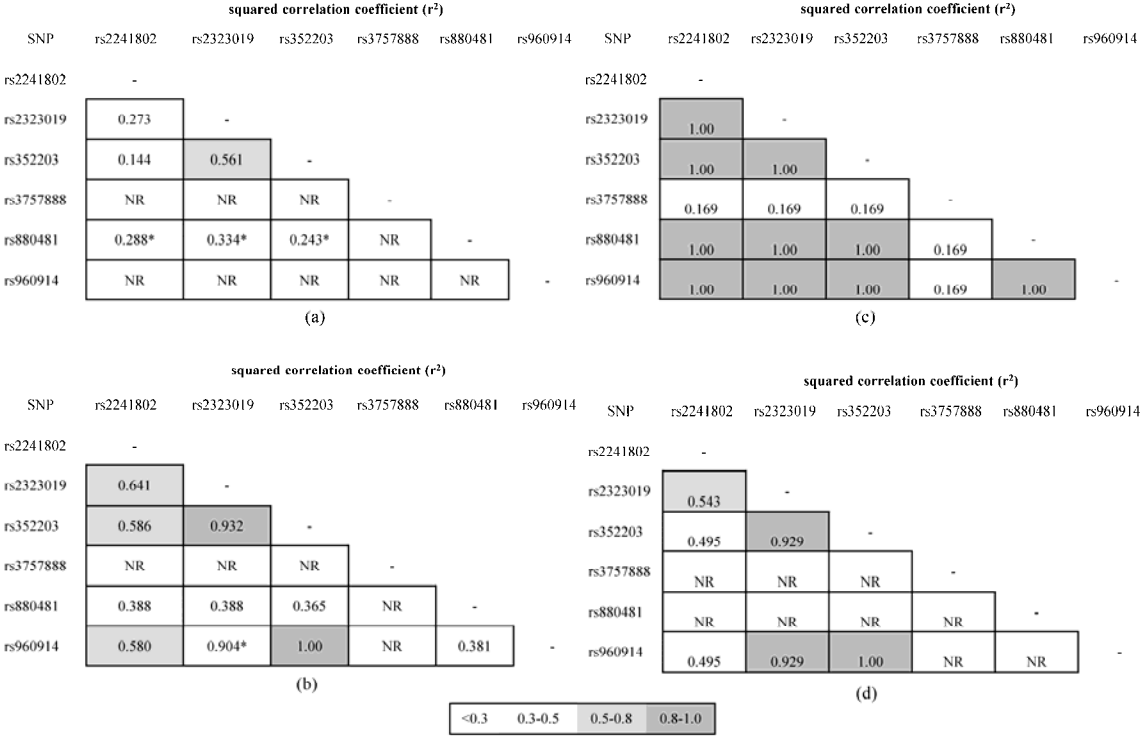 squared correlation coefficient (r²)
SNP rs2241802 rs2323019 rs352203 rs3757888 rs880481 rs960914
rs2241802 -
rs2323019 0.273 -
rs352203 0.144 0.561 -
rs3757888 NR NR NR -
rs880481 0.288* 0.334* 0.243* NR -
rs960914 NR NR NR NR NR -
(a)
squared correlation coefficient (r²)
SNP rs2241802 rs2323019 rs352203 rs3757888 rs880481 rs960914
rs2241802 -
rs2323019 1.00 -
rs352203 1.00 1.00 -
rs3757888 0.169 0.169 0.169 -
rs880481 1.00 1.00 1.00 0.169 -
rs960914 1.00 1.00 1.00 0.169 1.00 -
(c)
squared correlation coefficient (r²)
SNP rs2241802 rs2323019 rs352203 rs3757888 rs880481 rs960914
rs2241802 -
rs2323019 0.641 -
rs352203 0.586 0.932 -
rs3757888 NR NR NR -
rs880481 0.388 0.388 0.365 NR -
rs960914 0.580 0.904* 1.00 NR 0.381 -
(b)
squared correlation coefficient (r²)
SNP rs2241802 rs2323019 rs352203 rs3757888 rs880481 rs960914
rs2241802 -
rs2323019 0.543 -
rs352203 0.495 0.929 -
rs3757888 NR NR NR -
rs880481 NR NR NR NR -
rs960914 0.495 0.929 1.00 NR NR -
(d)
<0.3 0.3-0.5 0.5-0.8 0.8-1.0